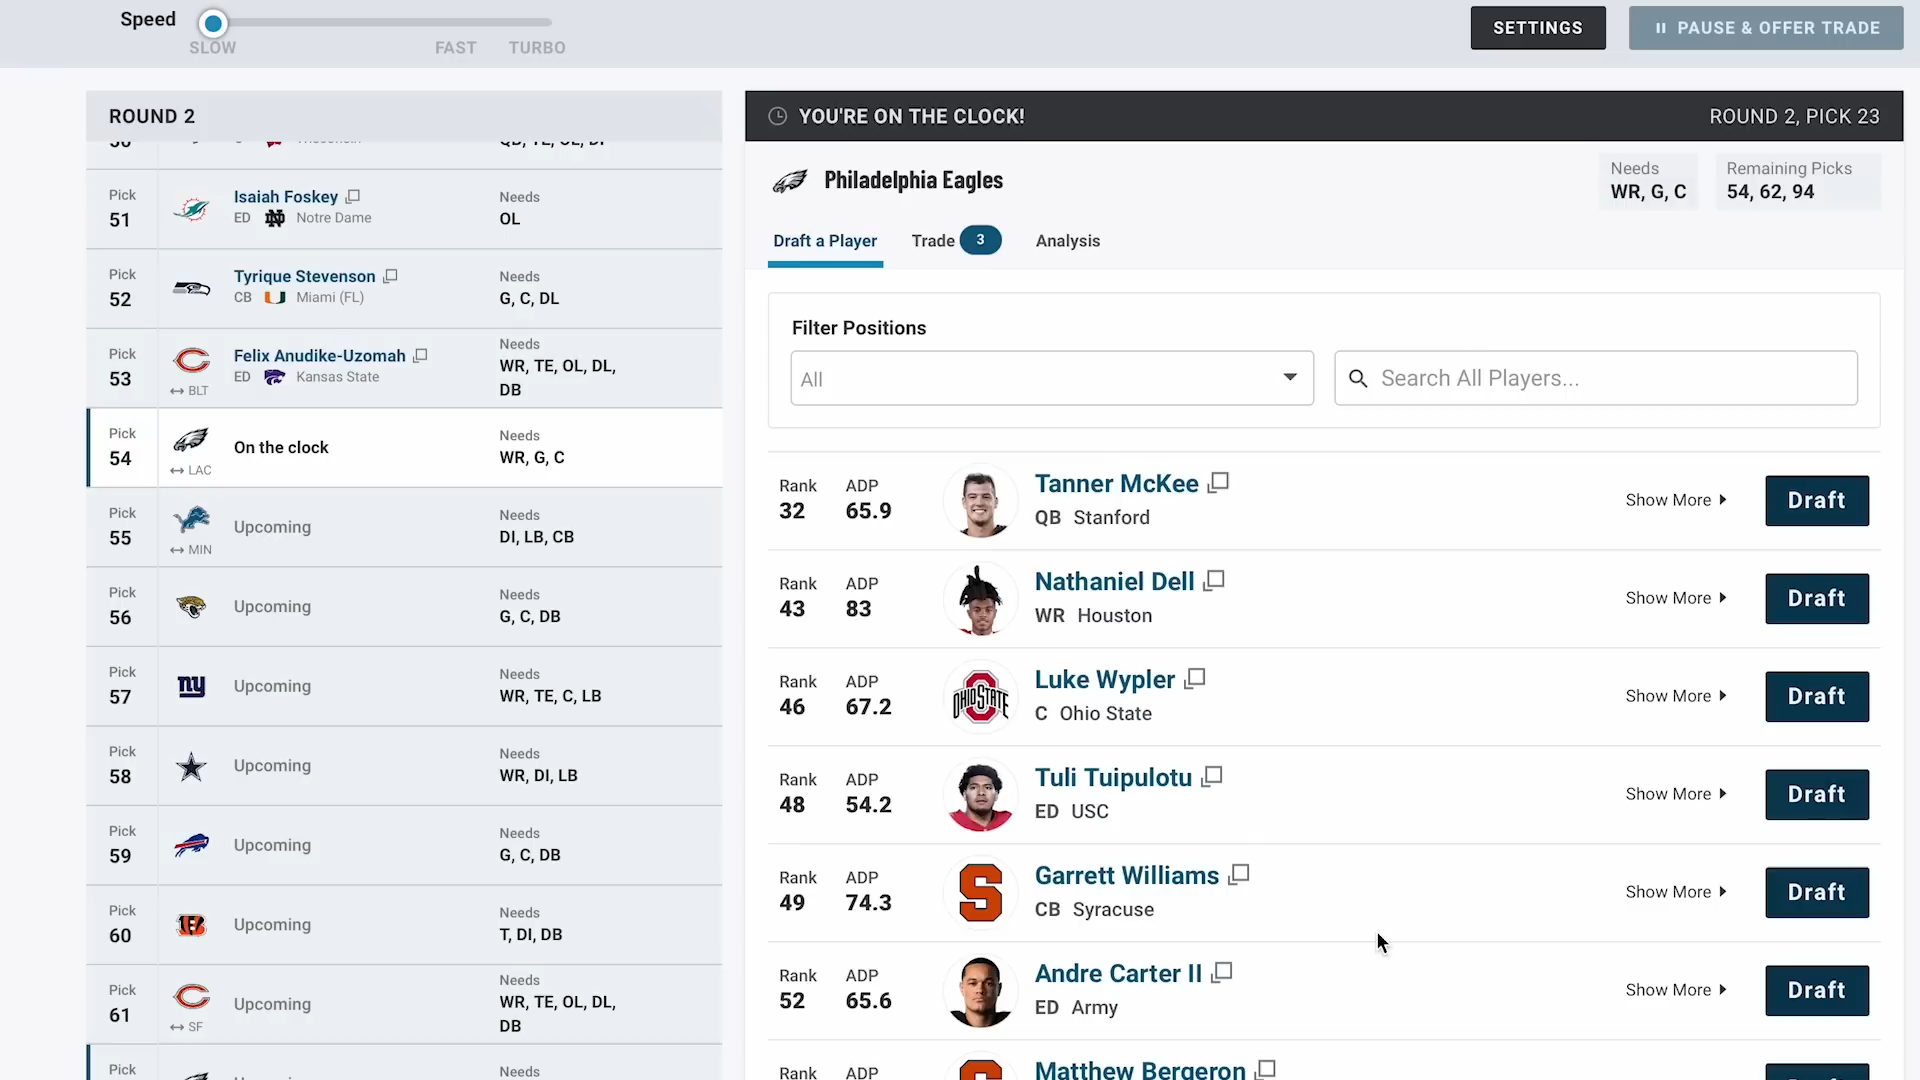 Speed
SLOW
FAST
TURBO
SETTINGS
PAUSE & OFFER TRADE
ROUND 2
Pick
51
Isaiah Foskey
ED Notre Dame
Needs
OL
Pick
52
Tyrique Stevenson
CB Miami (FL)
Needs
G, C, DL
Pick
53
BLT
Felix Anudike-Uzomah
ED Kansas State
Needs
WR, TE, OL, DL,
DB
Pick
54
LAC
On the clock
Needs
WR, G, C
Pick
55
MIN
Upcoming
Needs
DI, LB, CB
Pick
56
Upcoming
Needs
G, C, DB
Pick
57
ny
Upcoming
Needs
WR, TE, C, LB
Pick
58
Upcoming
Needs
WR, DI, LB
Pick
59
Upcoming
Needs
G, C, DB
Pick
60
Upcoming
Needs
T, DI, DB
Pick
61
SF
Upcoming
Needs
WR, TE, OL, DL,
DB
Pick
Needs
YOU'RE ON THE CLOCK!
ROUND 2, PICK 23
Philadelphia Eagles
Needs
WR, G, C
Remaining Picks
54, 62, 94
Draft a Player
Trade 3
Analysis
Filter Positions
All
Search All Players...
Rank
32
ADP
65.9
Tanner McKee
QB Stanford
Show More
Draft
Rank
43
ADP
83
Nathaniel Dell
WR Houston
Show More
Draft
Rank
46
ADP
67.2
OHIO STATE
Luke Wypler
C Ohio State
Show More
Draft
Rank
48
ADP
54.2
Tuli Tuipulotu
ED USC
Show More
Draft
Rank
49
ADP
74.3
S
Garrett Williams
CB Syracuse
Show More
Draft
Rank
52
ADP
65.6
Andre Carter II
ED Army
Show More
Draft
Rank
ADP
Matthew Bergeron